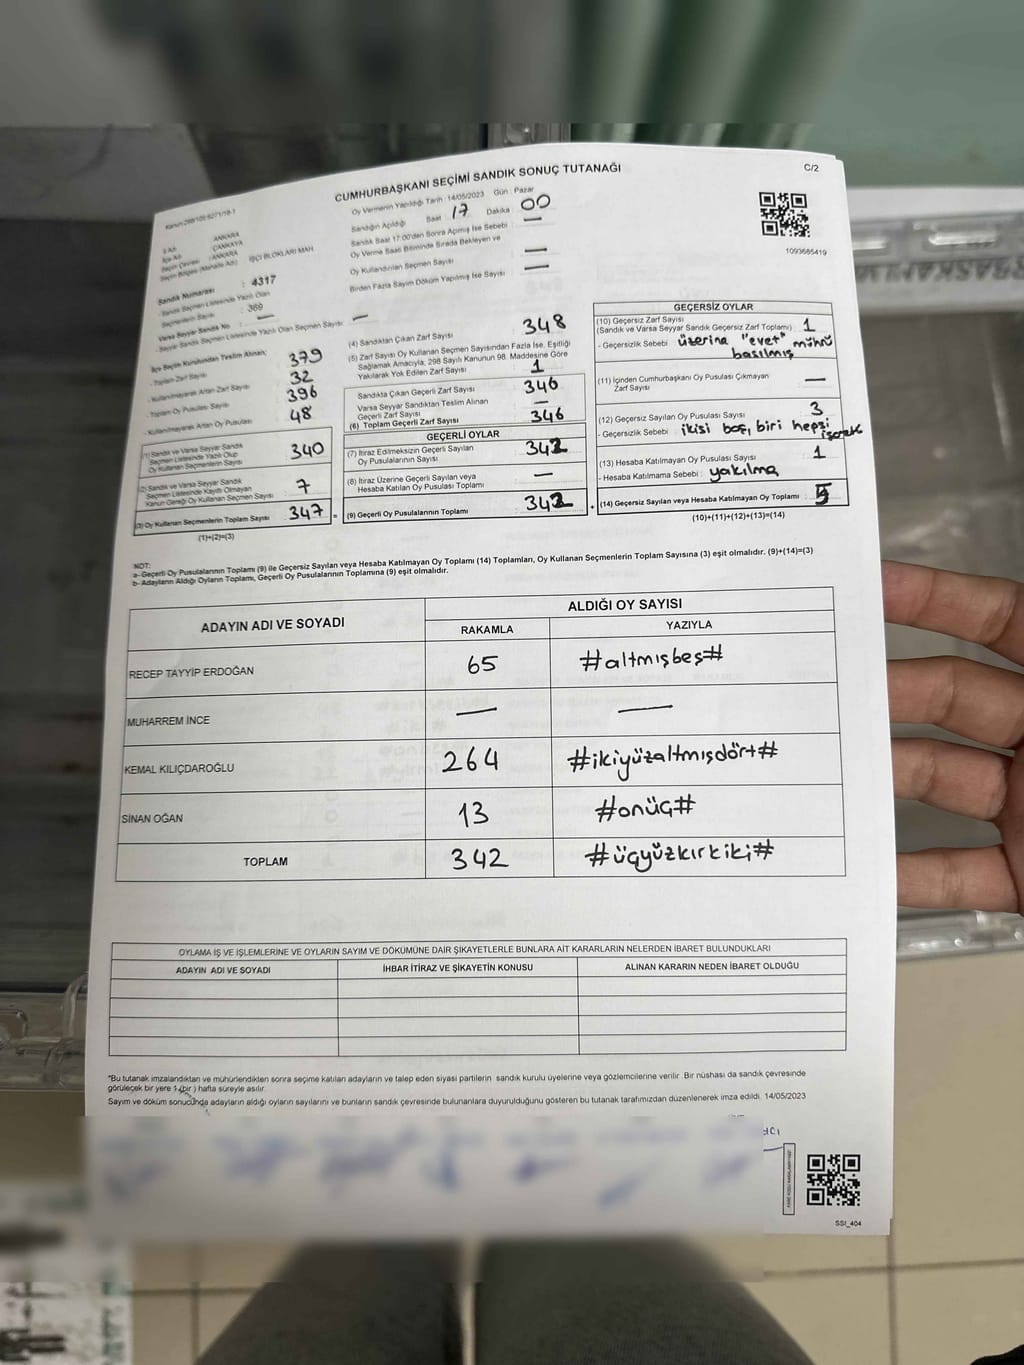 CUMHURBAŞKANI SEÇİMİ SANDIK SONUÇ TUTANAĞI
C/2
Oy Vermenin Yapıldığı Tarih : 14/05/2023 Gün : Pazar
Sandığın Açıldığı Saat 17 Dakika 00
Sandık Saat 17:00'den Sonra Açılmış İse Sebebi : —
Oy Verme Saati Bitiminde Sırada Bekleyen ve
Oy Kullandırılan Seçmen Sayısı —
Birden Fazla Sayım Döküm Yapılmış İse Sayısı —
1093685419
İl Adı : ANKARA
İlçe Adı : ÇANKAYA
Seçim Çevresi : ANKARA
Seçim Bölgesi (Mahalle Adı) : İŞÇİ BLOKLARI MAH
Sandık Numarası : 4317
Sandık Seçmen Listesinde Yazılı Olan
Seçmenlerin Sayısı : 369
Varsa Seyyar Sandık No : —
- Seyyar Sandık Seçmen Listesinde Yazılı Olan Seçmen Sayısı : —
İlçe Seçim Kurulundan Teslim Alınan;
- Toplam Zarf Sayısı 379
- Kullanılmayarak Artan Zarf Sayısı 32
- Toplam Oy Pusulası Sayısı 396
- Kullanılmayarak Artan Oy Pusulası 48
(1) Sandık ve Varsa Seyyar Sandık
Seçmen Listesinde Yazılı Olup
Oy Kullanan Seçmenlerin Sayısı 340
(2) Sandık ve Varsa Seyyar Sandık
Seçmen Listesinde Kayıtlı Olmayan
Kanun Gereği Oy Kullanan Seçmen Sayısı : 7
(3) Oy Kullanan Seçmenlerin Toplam Sayısı : 347 =
(1)+(2)=(3)
(4) Sandıktan Çıkan Zarf Sayısı : 348
(5) Zarf Sayısı Oy Kullanan Seçmen Sayısından Fazla İse, Eşitliği
Sağlamak Amacıyla, 298 Sayılı Kanunun 98. Maddesine Göre
Yakılarak Yok Edilen Zarf Sayısı : 1
Sandıkta Çıkan Geçerli Zarf Sayısı : 346
Varsa Seyyar Sandıktan Teslim Alınan
Geçerli Zarf Sayısı : —
(6) Toplam Geçerli Zarf Sayısı : 346
GEÇERLİ OYLAR
(7) İtiraz Edilmeksizin Geçerli Sayılan
Oy Pusulalarının Sayısı : 342
(8) İtiraz Üzerine Geçerli Sayılan veya
Hesaba Katılan Oy Pusulası Toplamı : —
(9) Geçerli Oy Pusulalarının Toplamı : 342 +
GEÇERSİZ OYLAR
(10) Geçersiz Zarf Sayısı
(Sandık ve Varsa Seyyar Sandık Geçersiz Zarf Toplamı) : 1
- Geçersizlik Sebebi : üzerina "evet" mührü
basılmış
(11) İçinden Cumhurbaşkanı Oy Pusulası Çıkmayan
Zarf Sayısı : —
(12) Geçersiz Sayılan Oy Pusulası Sayısı : 3
- Geçersizlik Sebebi : ikisi boş, biri hepsi
işaretli
(13) Hesaba Katılmayan Oy Pusulası Sayısı : 1
- Hesaba Katılmama Sebebi : yakılma
(14) Geçersiz Sayılan veya Hesaba Katılmayan Oy Toplamı : 5
(10)+(11)+(12)+(13)=(14)
NOT:
a- Geçerli Oy Pusulalarının Toplamı (9) ile Geçersiz Sayılan veya Hesaba Katılmayan Oy Toplamı (14) Toplamları, Oy Kullanan Seçmenlerin Toplam Sayısına (3) eşit olmalıdır. (9)+(14)=(3)
b- Adayların Aldığı Oyların Toplamı, Geçerli Oy Pusulalarının Toplamına (9) eşit olmalıdır.
ADAYIN ADI VE SOYADI
ALDIĞI OY SAYISI
RAKAMLA YAZIYLA
RECEP TAYYİP ERDOĞAN 65 #altmışbeş#
MUHARREM İNCE — —
KEMAL KILIÇDAROĞLU 264 #ikiyüzaltmışdört#
SİNAN OĞAN 13 #onüç#
TOPLAM 342 #üçyüzkırkiki#
OYLAMA İŞ VE İŞLEMLERİNE VE OYLARIN SAYIM VE DÖKÜMÜNE DAİR ŞİKAYETLERLE BUNLARA AİT KARARLARIN NELERDEN İBARET BULUNDUKLARI
ADAYIN ADI VE SOYADI İHBAR İTİRAZ VE ŞİKAYETİN KONUSU ALINAN KARARIN NEDEN İBARET OLDUĞU
*Bu tutanak imzalandıktan ve mühürlendikten sonra seçime katılan adayların ve talep eden siyasi partilerin sandık kurulu üyelerine veya gözlemcilerine verilir. Bir nüshası da sandık çevresinde
görülecek bir yere 1 (bir ) hafta süreyle asılır.
Sayım ve döküm sonucunda adayların aldığı oyların sayılarını ve bunların sandık çevresinde bulunanlara duyurulduğunu gösteren bu tutanak tarafımızdan düzenlenerek imza edildi. 14/05/2023
SSI_404